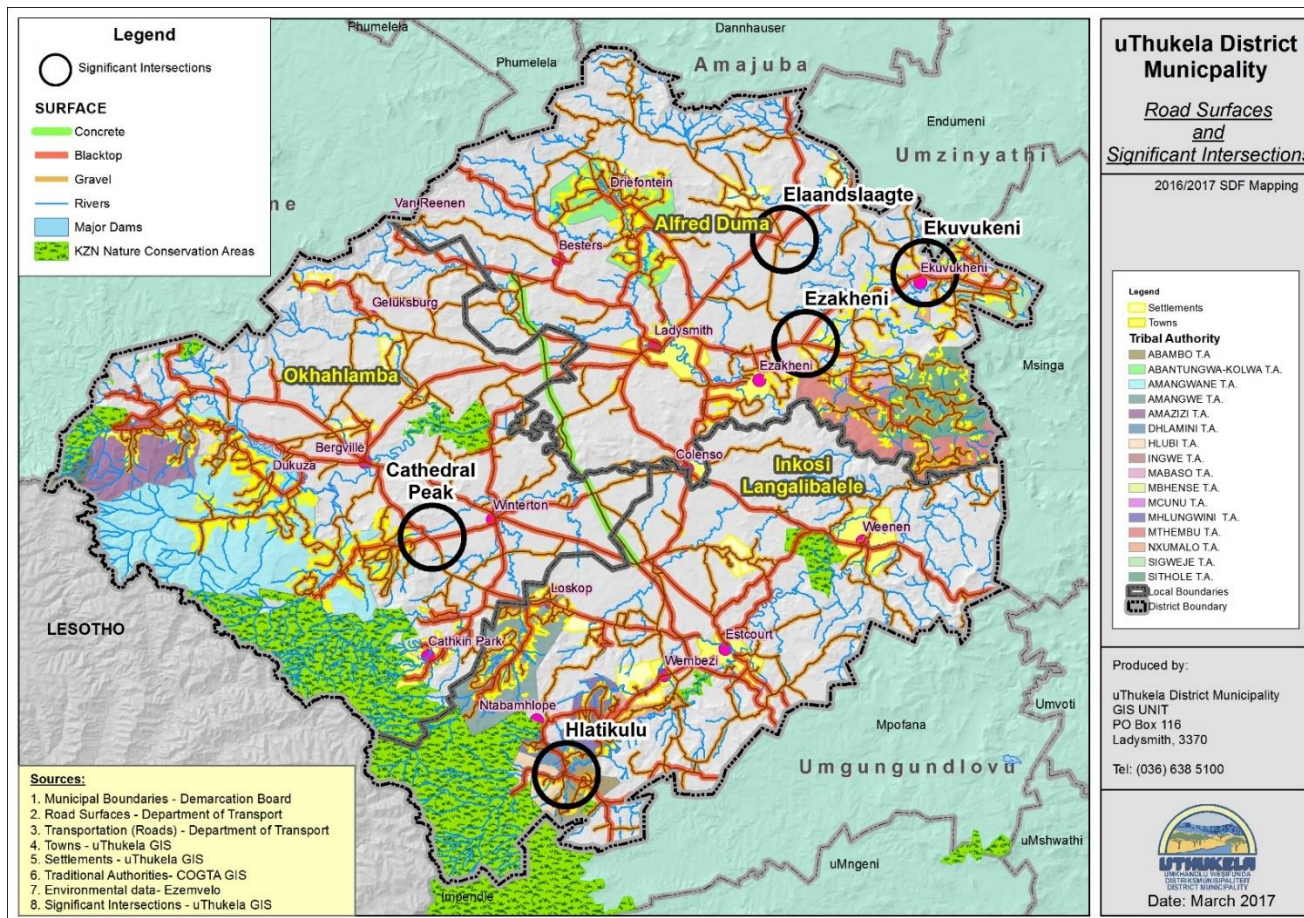 Legend
Significant Intersections
SURFACE
Concrete
Blacktop
Gravel
Rivers
Major Dams
KZN Nature Conservation Areas
Phumelela
Phumelela
Dannhauser
Amajuba
Endumeni
Umzinyathi
me
Driefontein
Elaandslaagte
Van Reenen
Alfred Duma
Ekuvukeni
Besters
Ekuvukheni
Geluksburg
Ezakheni
Ladysmith
Msinga
Okhahlamba
Ezakheni
Bergville
Colenso
Dukuza
Cathedral
Peak
Inkosi
Langalibalele
Winterton
Weenen
Loskop
LESOTHO
Cathkin Park
Estcourt
Wembezi
Ntabamhlope
Mpofana
Umvoti
Hlatikulu
Umgungundlovu
uMshwathi
uMngeni
Impendle
Sources:
1. Municipal Boundaries - Demarcation Board
2. Road Surfaces - Department of Transport
3. Transportation (Roads) - Department of Transport
4. Towns - uThukela GIS
5. Settlements - uThukela GIS
6. Traditional Authorities- COGTA GIS
7. Environmental data- Ezemvelo
8. Significant Intersections - uThukela GIS
uThukela District
Municpality
Road Surfaces
and
Significant Intersections
2016/2017 SDF Mapping
Legend
Settlements
Towns
Tribal Authority
ABAMBO T.A
ABANTUNGWA-KOLWA T.A.
AMANGWANE T.A.
AMANGWE T.A.
AMAZIZI T.A.
DHLAMINI T.A.
HLUBI T.A.
INGWE T.A.
MABASO T.A.
MBHENSE T.A.
MCUNU T.A.
MHLUNGWINI T.A.
MTHEMBU T.A.
NXUMALO T.A.
SIGWEJE T.A.
SITHOLE T.A.
Local Boundaries
District Boundary
Produced by:
uThukela District Municipality
GIS UNIT
PO Box 116
Ladysmith, 3370
Tel: (036) 638 5100
UTHUKELA
UMKHANDLU WESIFUNDA
DISTRIKSMUNISIPALITEIT
DISTRICT MUNICIPALITY
Date: March 2017